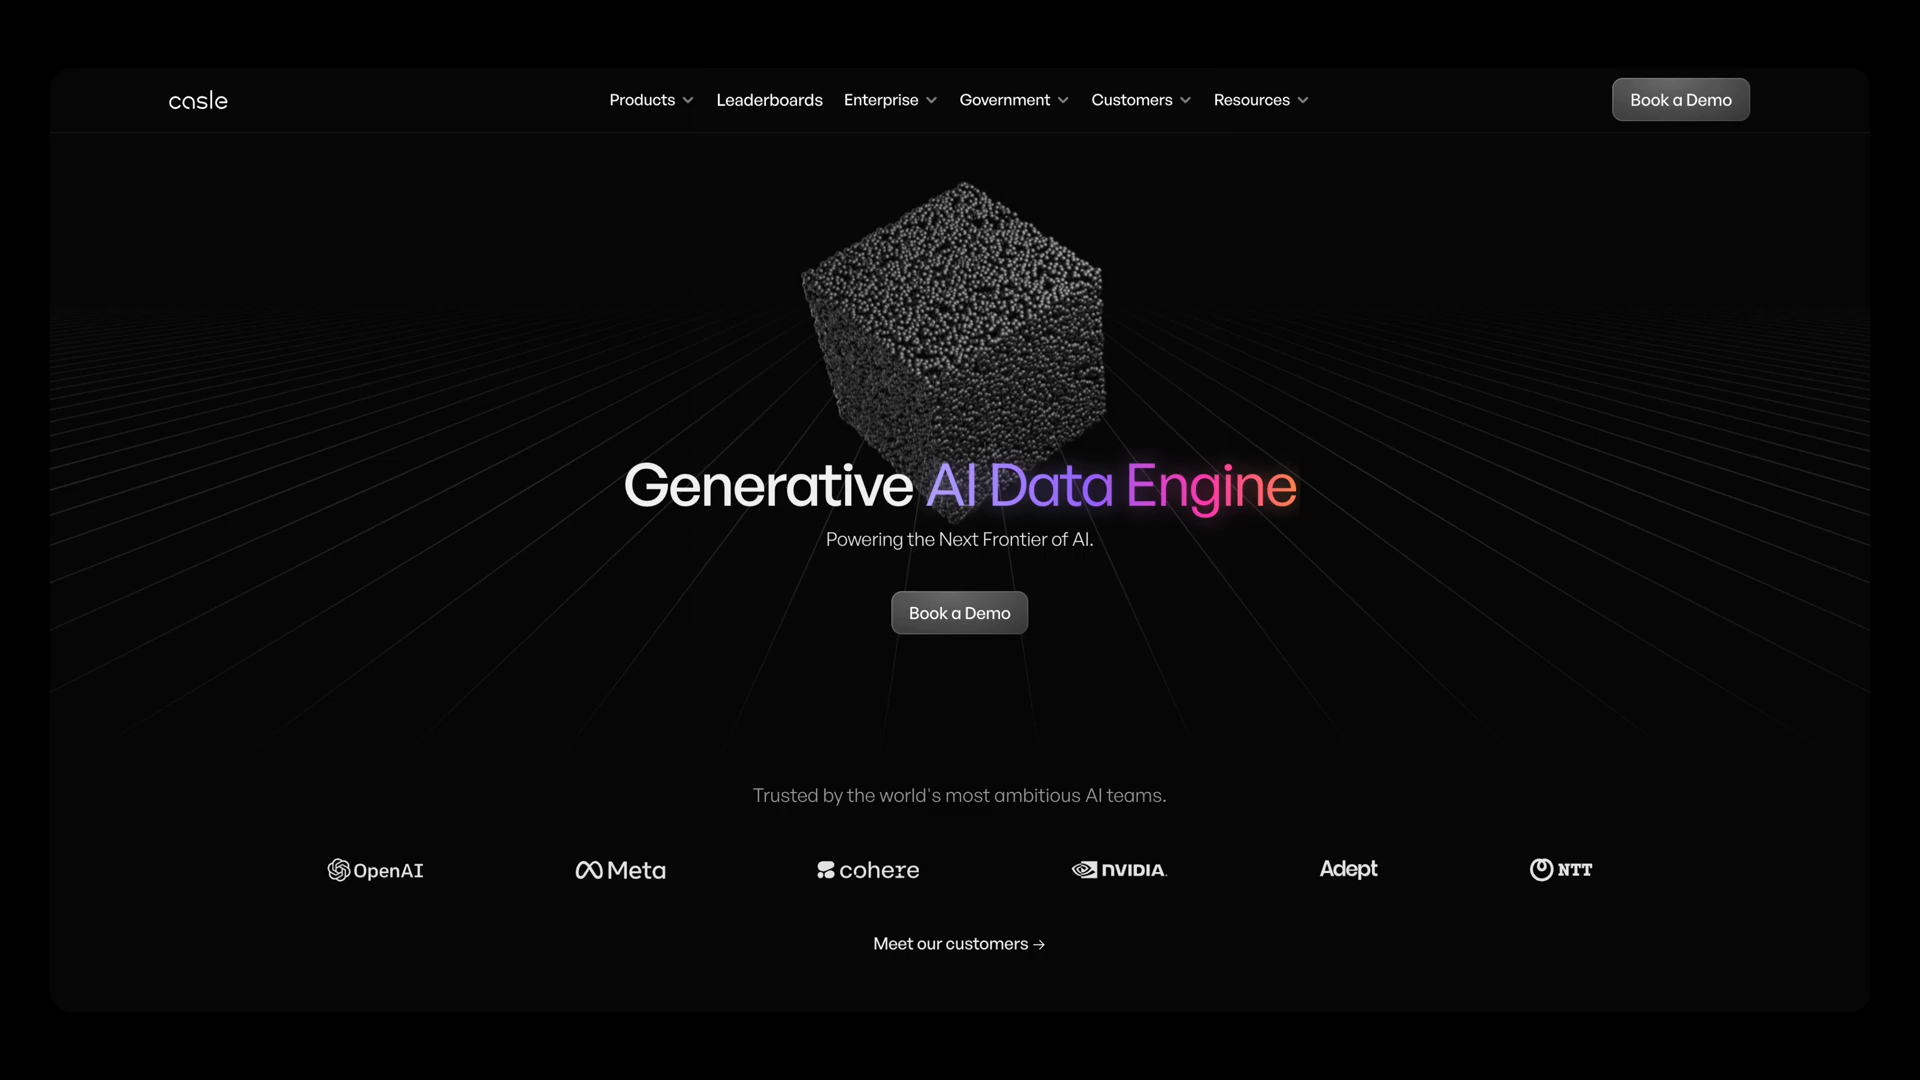 casle
Products Leaderboards Enterprise Government Customers Resources
Book a Demo
Generative AI Data Engine
Powering the Next Frontier of AI.
Book a Demo
Trusted by the world's most ambitious AI teams.
OpenAI Meta cohere NVIDIA. Adept NTT
Meet our customers →